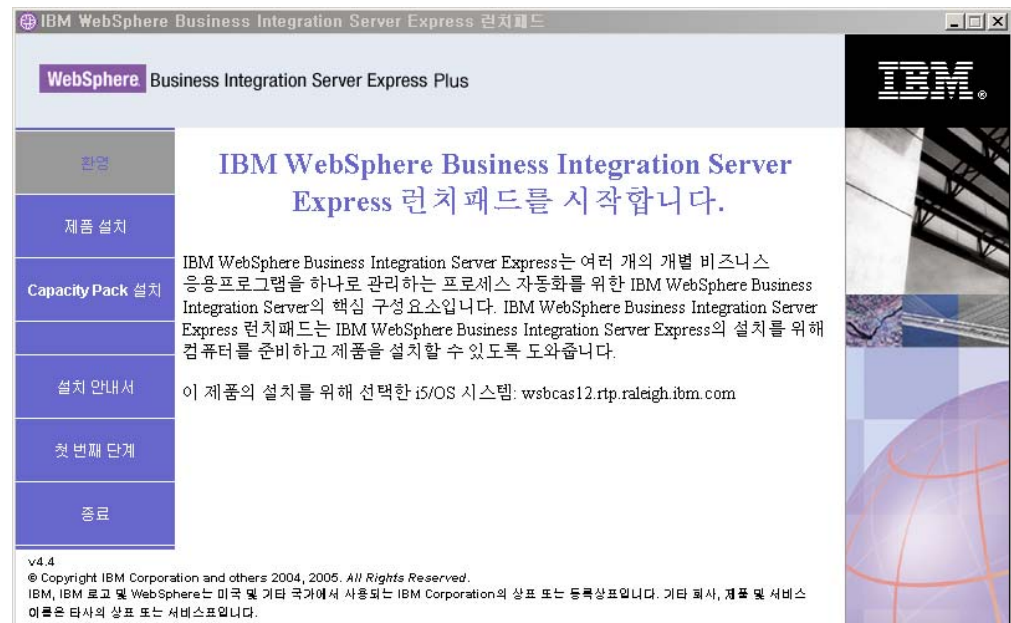 IBM WebSphere Business Integration Server Express 런치패드
WebSphere. Business Integration Server Express Plus
IBM®
환영
제품 설치
Capacity Pack 설치
설치 안내서
첫 번째 단계
종료
IBM WebSphere Business Integration Server
Express 런치패드를 시작합니다.
IBM WebSphere Business Integration Server Express는 여러 개의 개별 비즈니스
응용프로그램을 하나로 관리하는 프로세스 자동화를 위한 IBM WebSphere Business
Integration Server의 핵심 구성요소입니다. IBM WebSphere Business Integration Server
Express 런치패드는 IBM WebSphere Business Integration Server Express의 설치를 위해
컴퓨터를 준비하고 제품을 설치할 수 있도록 도와줍니다.
이 제품의 설치를 위해 선택한 i5/OS 시스템: wsbcas12.rtp.raleigh.ibm.com
v4.4
© Copyright IBM Corporation and others 2004, 2005. All Rights Reserved.
IBM, IBM 로고 및 WebSphere는 미국 및 기타 국가에서 사용되는 IBM Corporation의 상표 또는 등록상표입니다. 기타 회사, 제품 및 서비스
이름은 타사의 상표 또는 서비스표입니다.